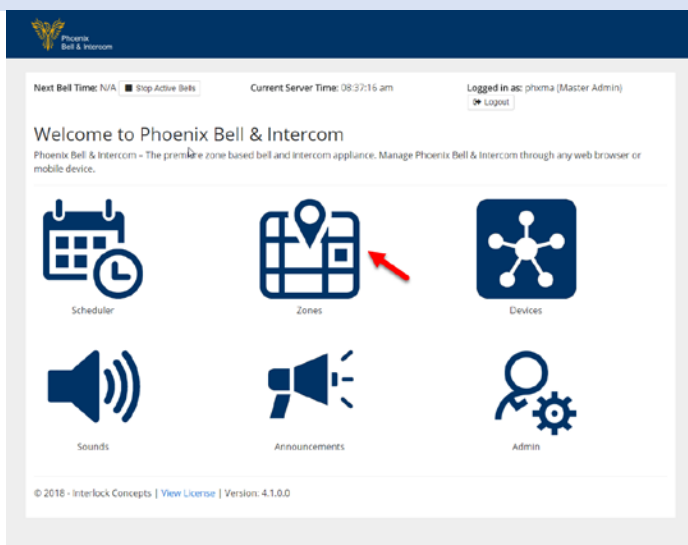 Phoenix
Bell & Intercom
Next Bell Time: N/A Stop Active Bells Current Server Time: 08:37:16 am Logged in as: phxma (Master Admin)
Logout
Welcome to Phoenix Bell & Intercom
Phoenix Bell & Intercom – The premiere zone based bell and intercom appliance. Manage Phoenix Bell & Intercom through any web browser or
mobile device.
Scheduler Zones Devices
Sounds Announcements Admin
© 2018 - Interlock Concepts | View License | Version: 4.1.0.0